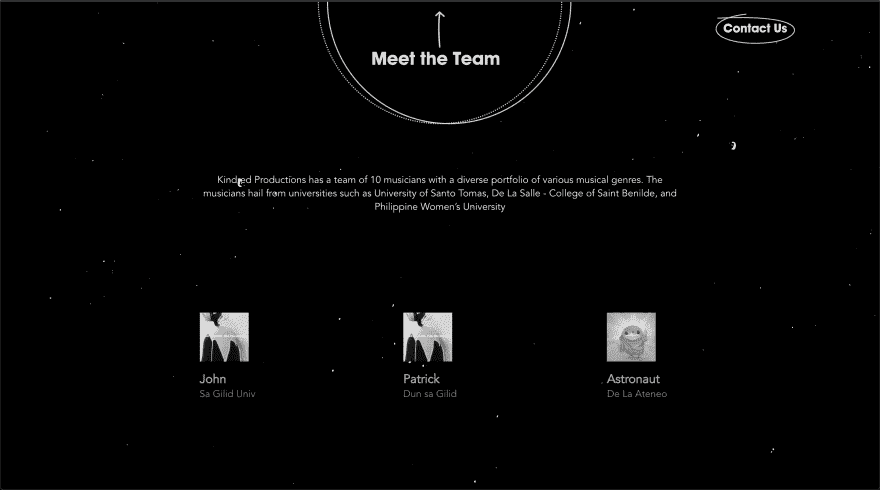 Contact Us
Meet the Team
Kindred Productions has a team of 10 musicians with a diverse portfolio of various musical genres. The
musicians hail from universities such as University of Santo Tomas, De La Salle - College of Saint Benilde, and
Philippine Women's University
John
Sa Gilid Univ
Patrick
Dun sa Gilid
Astronaut
De La Ateneo